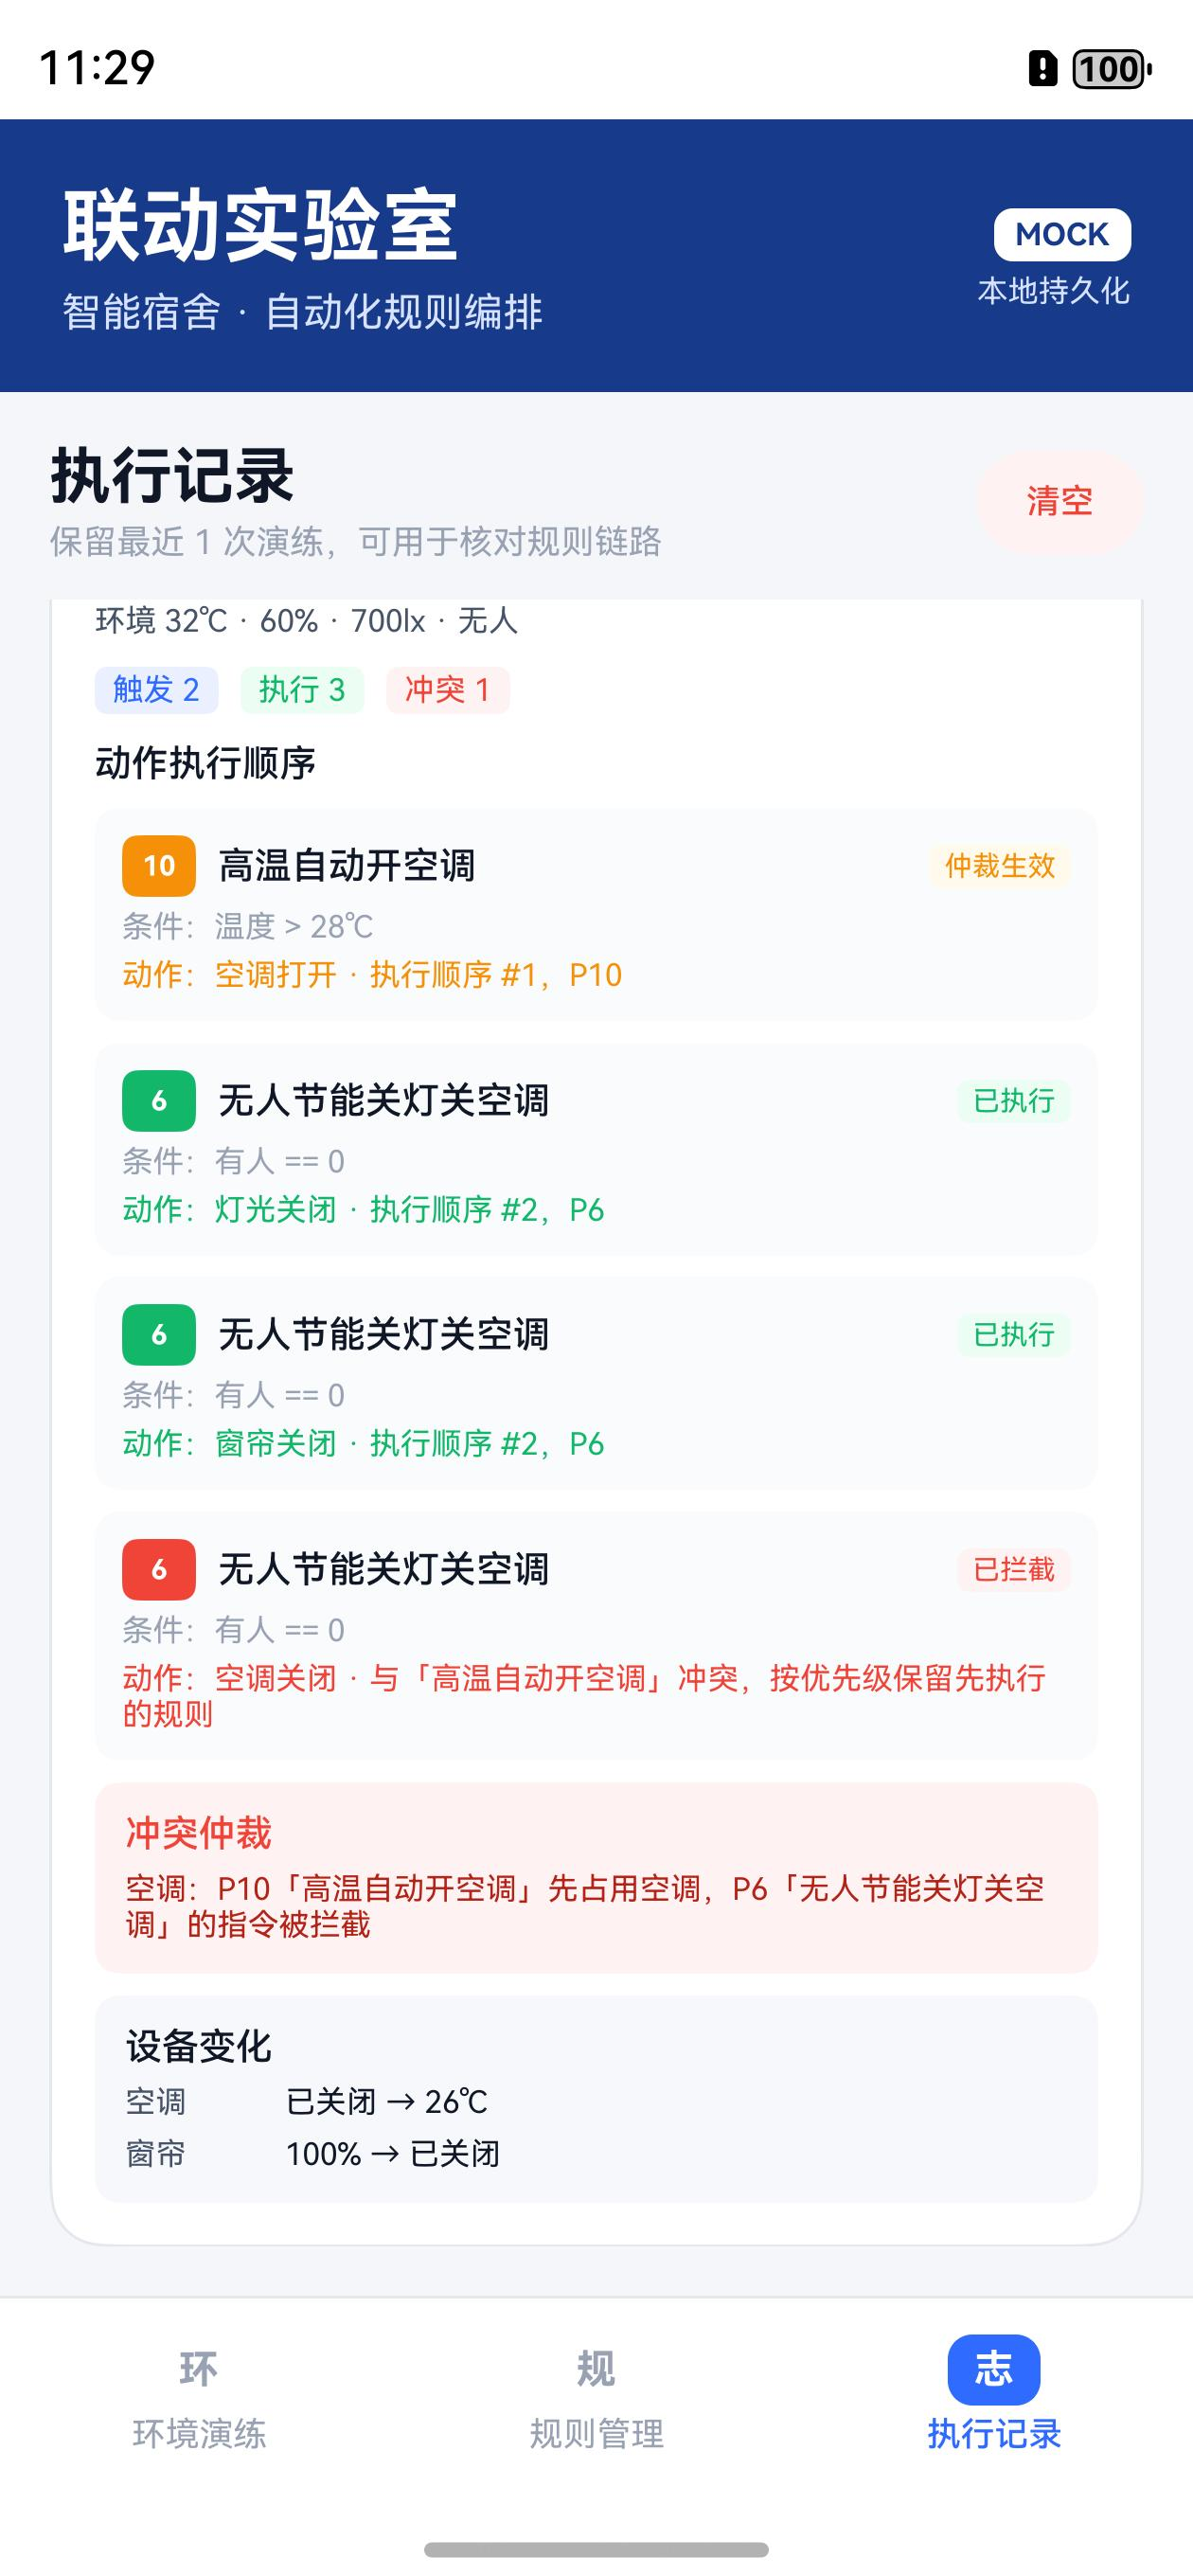 11:29
100
联动实验室
智能宿舍 · 自动化规则编排
MOCK
本地持久化
执行记录
保留最近 1 次演练，可用于核对规则链路
清空
环境 32℃ · 60% · 700lx · 无人
触发 2
执行 3
冲突 1
动作执行顺序
10
高温自动开空调
仲裁生效
条件：温度 > 28℃
动作：空调打开 · 执行顺序 #1，P10
6
无人节能关灯关空调
已执行
条件：有人 == 0
动作：灯光关闭 · 执行顺序 #2，P6
6
无人节能关灯关空调
已执行
条件：有人 == 0
动作：窗帘关闭 · 执行顺序 #2，P6
6
无人节能关灯关空调
已拦截
条件：有人 == 0
动作：空调关闭 · 与「高温自动开空调」冲突，按优先级保留先执行
的规则
冲突仲裁
空调：P10「高温自动开空调」先占用空调，P6「无人节能关灯关空
调」的指令被拦截
设备变化
空调 已关闭 → 26℃
窗帘 100% → 已关闭
环
环境演练
规
规则管理
志
执行记录